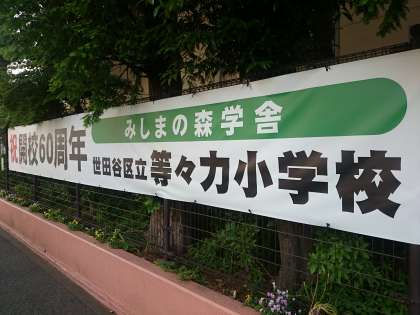 祝開校60周年
みしまの森学舎
世田谷区立等々力小学校